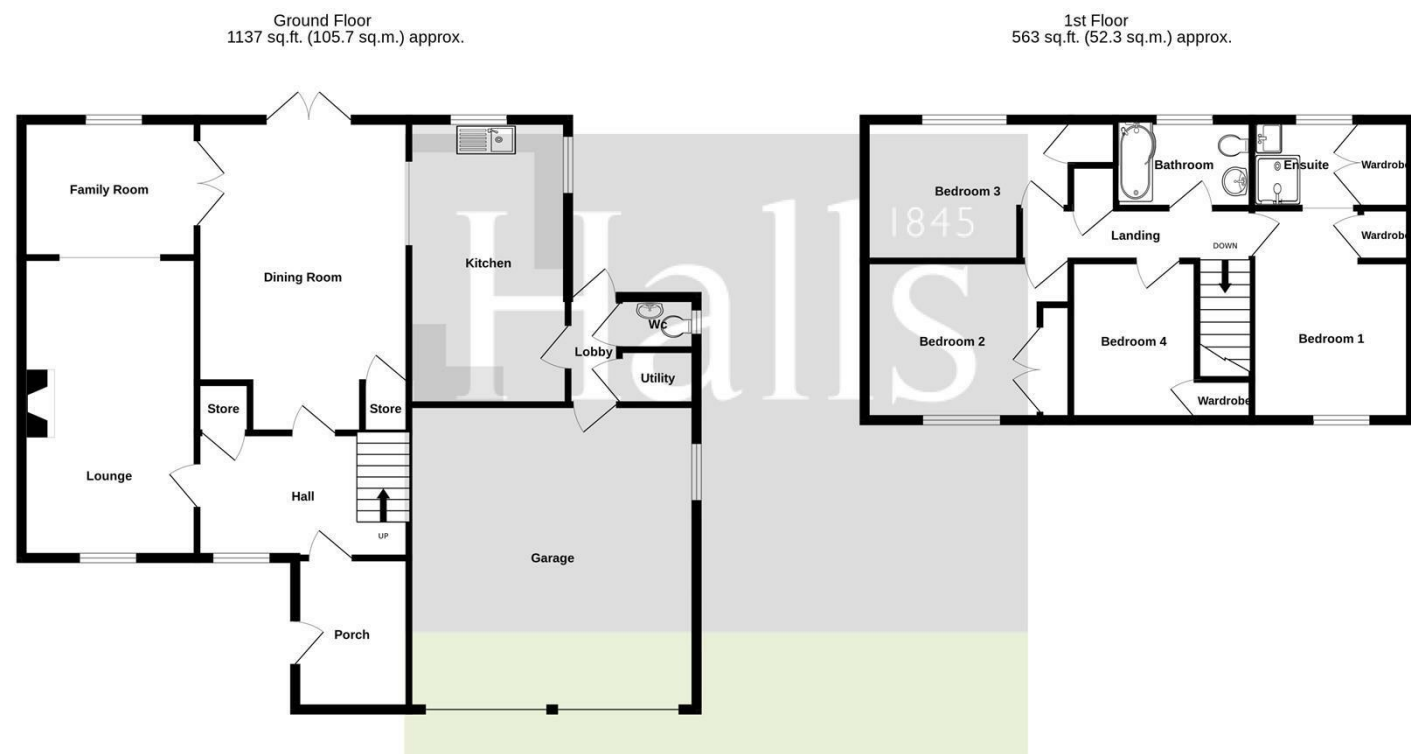 Ground Floor
1137 sq.ft. (105.7 sq.m.) approx.
1st Floor
563 sq.ft. (52.3 sq.m.) approx.
Family Room
Dining Room
Kitchen
Wc
Lobby
Utility
Store
Store
Lounge
Hall
UP
Garage
Porch
Bedroom 3
Bathroom
Ensuite
Wardrobe
Wardrobe
Landing
DOWN
Bedroom 2
Bedroom 4
Bedroom 1
Wardrobe
Halls
1845